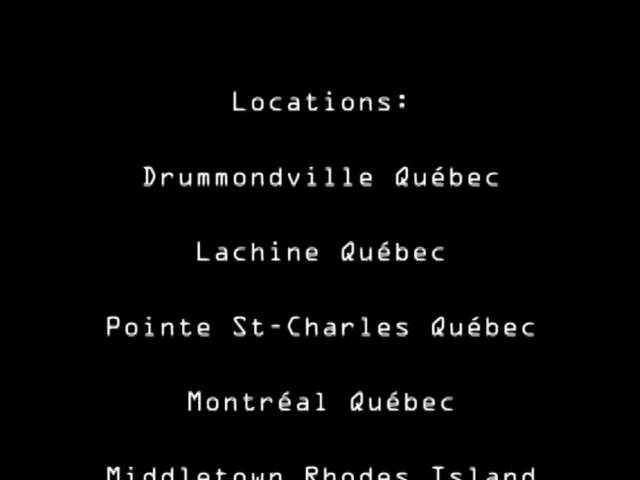 Locations:
Drummondville Québec
Lachine Québec
Pointe St-Charles Québec
Montréal Québec
Middletown Rhodes Island